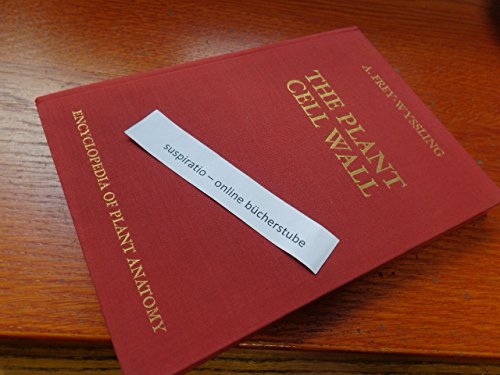 A. FREY-WYSSLING
THE PLANT
CELL WALL
suspiratio – online bücherstube
ENCYCLOPEDIA OF PLANT ANATOMY